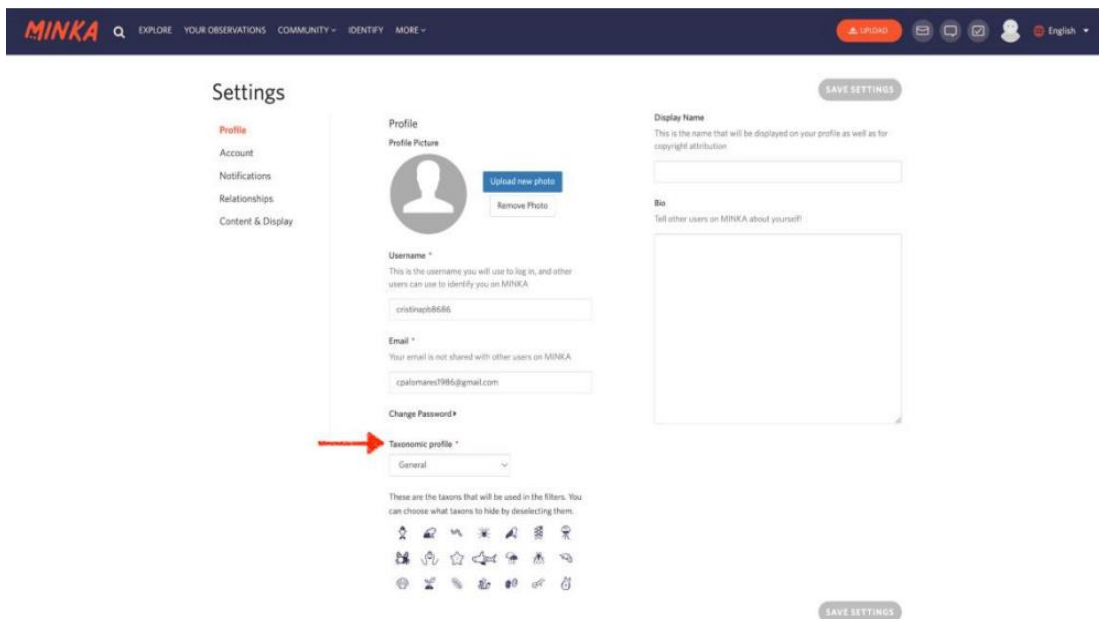 MINKA
EXPLORE YOUR OBSERVATIONS COMMUNITY IDENTIFY MORE
UPLOAD
English
Settings
SAVE SETTINGS
Profile
Account
Notifications
Relationships
Content & Display
Profile
Profile Picture
Upload new photo
Remove Photo
Username *
This is the username you will use to log in, and other
users can use to identify you on MINKA
cristinapb8686
Email *
Your email is not shared with other users on MINKA
cpalomares1986@gmail.com
Change Password
Taxonomic profile *
General
These are the taxons that will be used in the filters. You
can choose what taxons to hide by deselecting them.
Display Name
This is the name that will be displayed on your profile as well as for
copyright attribution
Bio
Tell other users on MINKA about yourself!
SAVE SETTINGS